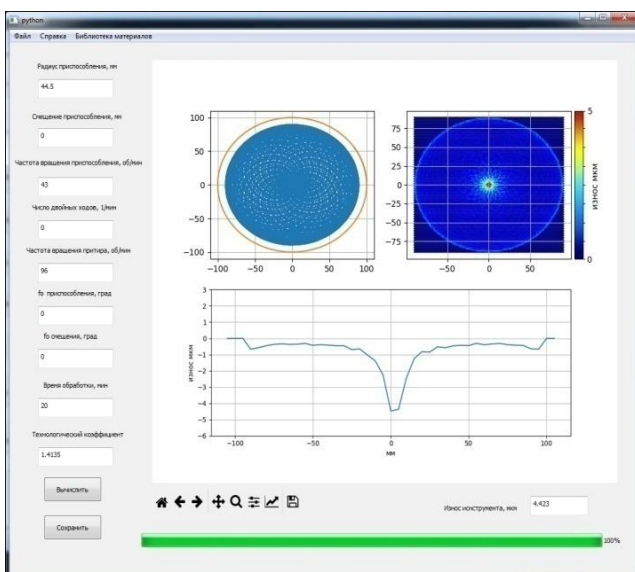 python
Файл Справка Библиотека материалов
Радиус приспособления, мм
44.5
Смещение приспособления, мм
0
Частота вращения приспособления, об/мин
43
Число двойных ходов, 1/мин
0
Частота вращения притира, об/мин
96
fo приспособления, град
0
fo смещения, град
0
Время обработки, мин
20
Технологический коэффициент
1.4135
Вычислить
Сохранить
100
50
0
−50
−100
−100 −50 0 50 100
75
50
25
0
−25
−50
−75
−50 0 50
5
износ мкм
0
3
2
1
0
−1
−2
−3
−4
−5
−6
износ мкм
−100 −50 0 50 100
мм
Износ инструмента, мкм
4.423
100%